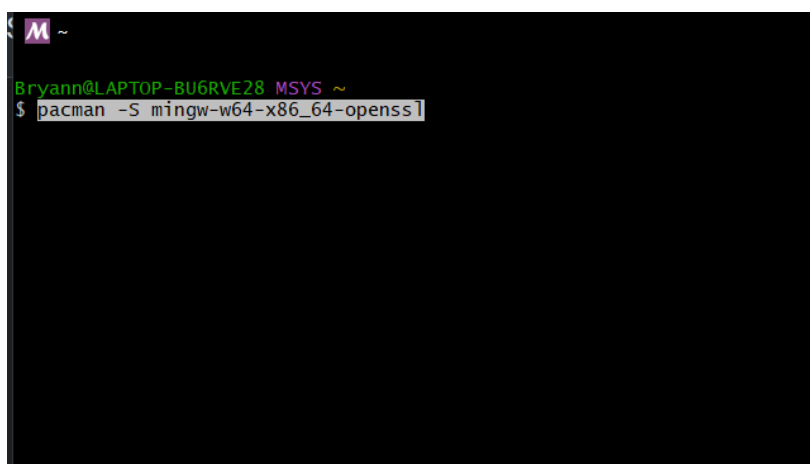 M ~
Bryann@LAPTOP-BU6RVE28 MSYS ~
$ pacman -S mingw-w64-x86_64-openssl